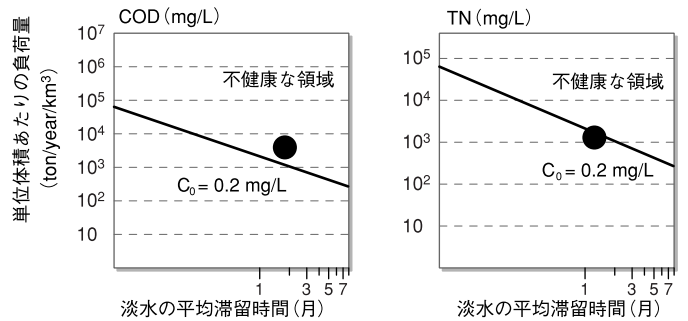 単位体積あたりの負荷量
(ton/year/km³)
COD (mg/L)
10⁷
10⁶
10⁵
10⁴
10³
10²
10
不健康な領域
C₀ = 0.2 mg/L
1 3 5 7
淡水の平均滞留時間 (月)
TN (mg/L)
10⁵
10⁴
10³
10²
10
不健康な領域
C₀ = 0.2 mg/L
1 3 5 7
淡水の平均滞留時間 (月)